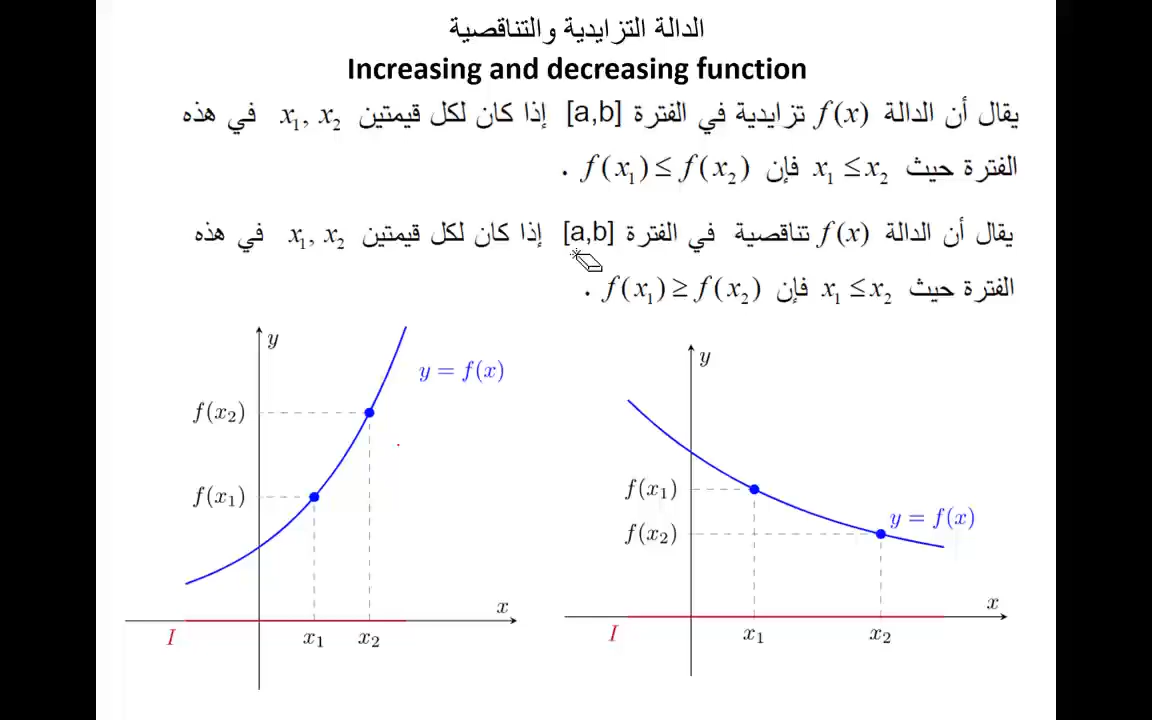 الدالة التزايدية والتناقصية
Increasing and decreasing function
يقال أن الدالة f(x) تزايدية في الفترة [a,b] إذا كان لكل قيمتين x₁, x₂ في هذه
الفترة حيث x₁ ≤ x₂ فإن f(x₁) ≤ f(x₂) .
يقال أن الدالة f(x) تناقصية في الفترة [a,b] إذا كان لكل قيمتين x₁, x₂ في هذه
الفترة حيث x₁ ≤ x₂ فإن f(x₁) ≥ f(x₂) .
y
y = f(x)
f(x₂)
f(x₁)
x
I
x₁
x₂
y
f(x₁)
y = f(x)
f(x₂)
x
I
x₁
x₂